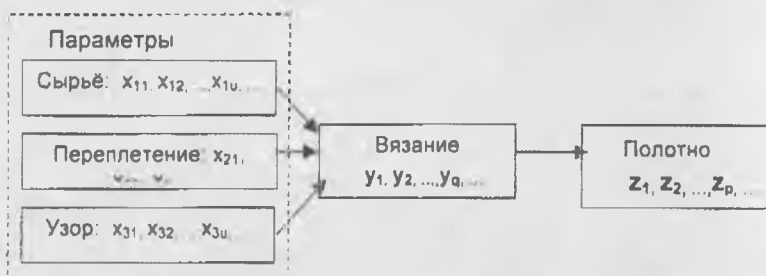 Параметры
Сырьё: x11, x12, ...x1u, ...
Переплетение: x21,
Узор: x31, x32, ...x3u, ...
Вязание
y1, y2, ...,yq, ...
Полотно
z1, z2, ...,zp, ...